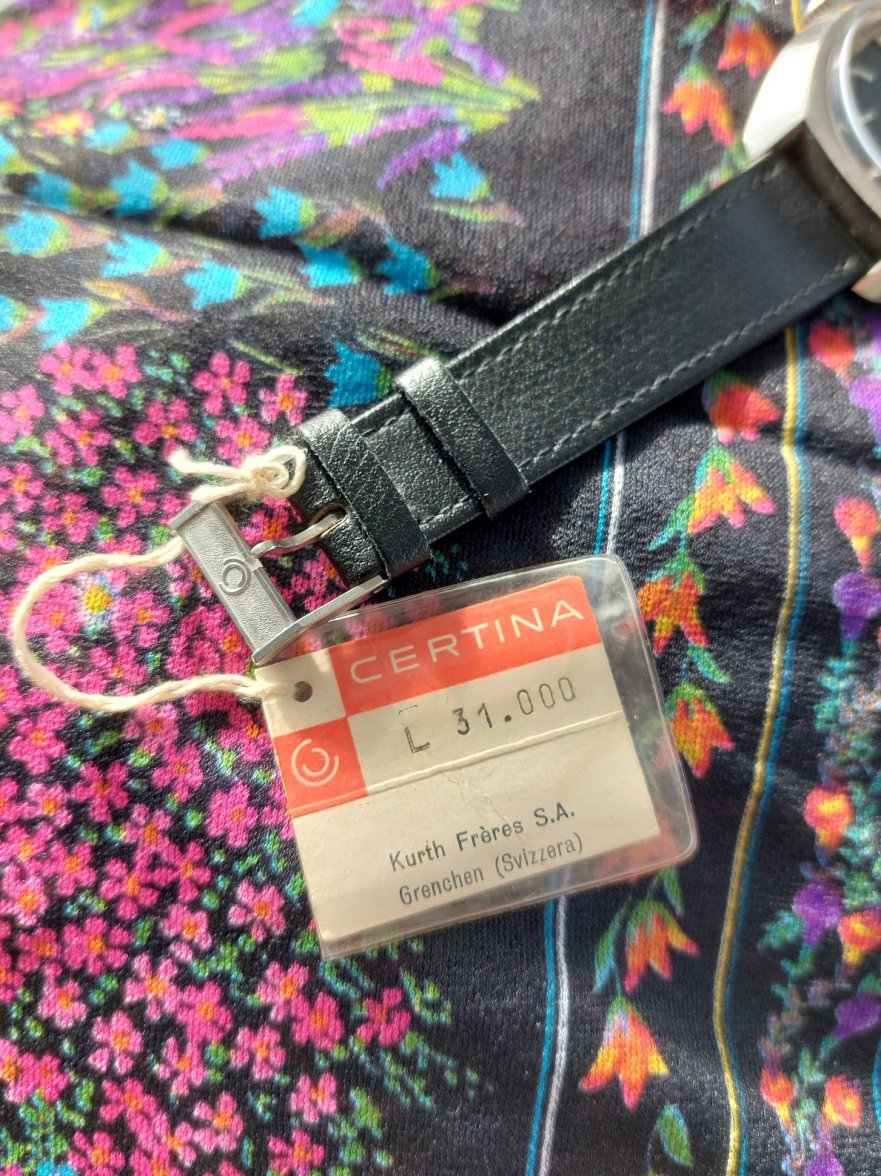 CERTINA
L 31.000
Kurth Frères S.A.
Grenchen (Svizzera)